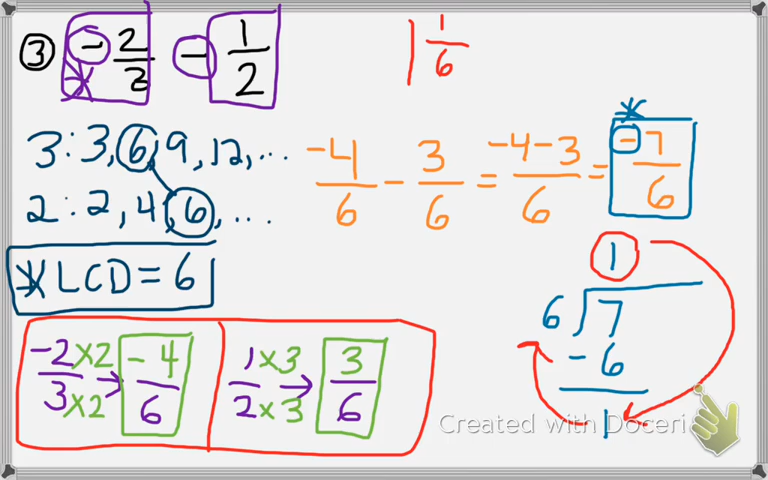 ③ -2/3 - 1/2
1 1/6
3: 3, 6, 9, 12, ...
2: 2, 4, 6, ...
*LCD = 6
-4/6 - 3/6 = -4-3/6 = -7/6
*
-2/3 ×2/×2 → -4/6
1/2 ×3/×3 → 3/6
1
6 7
-6
1
Created with Doceri